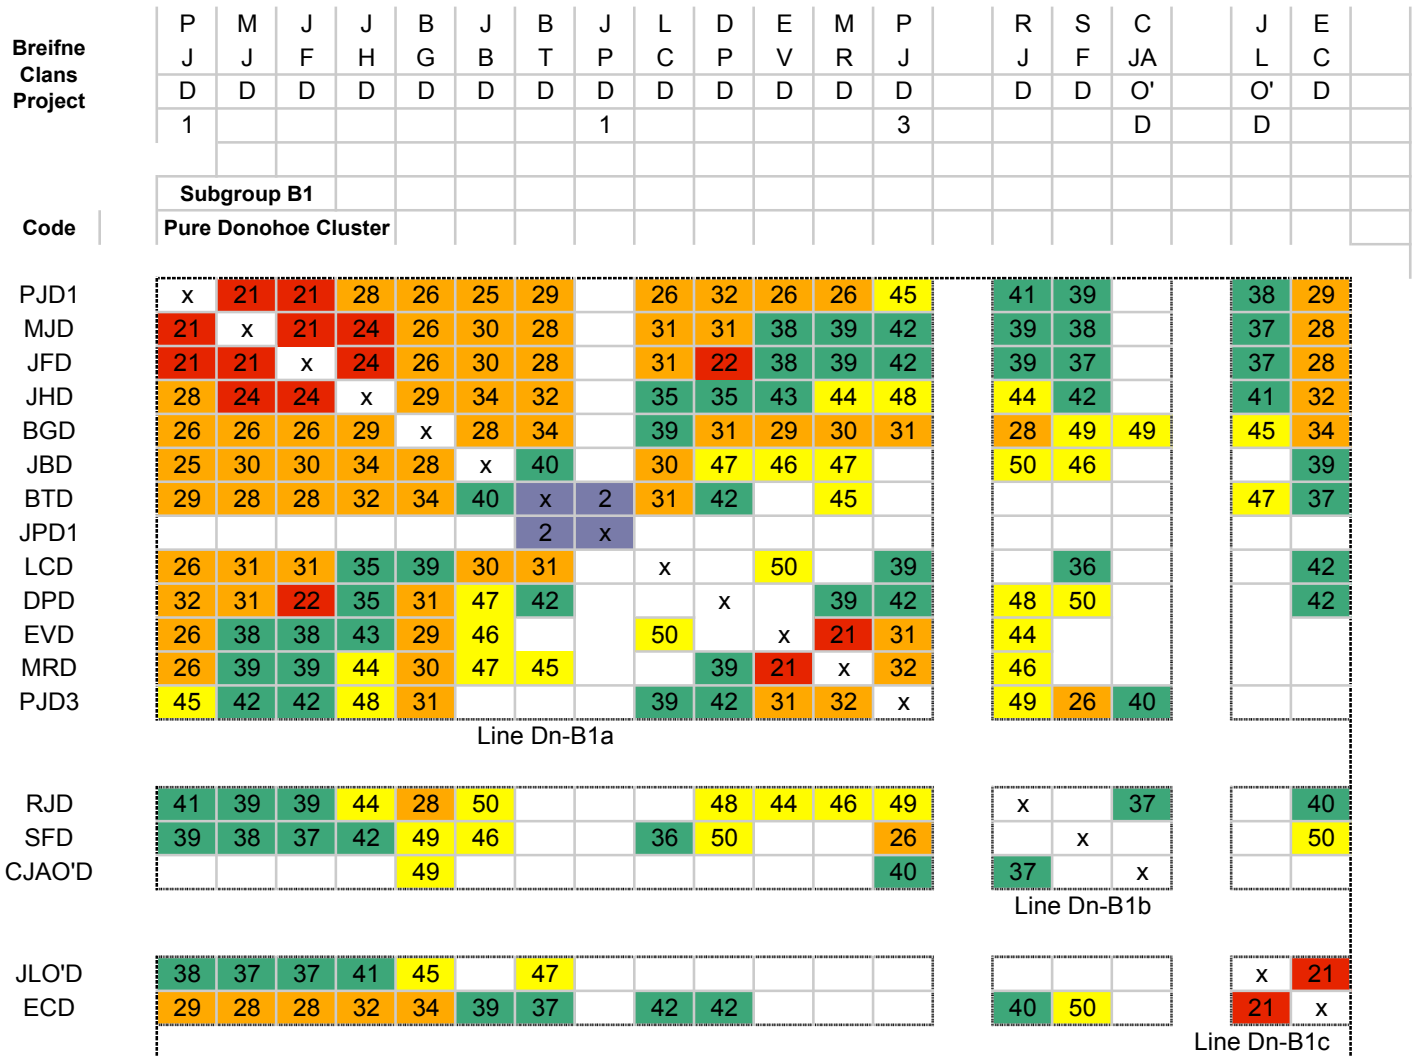 P M J J B J B J L D E M P R S C J E
Breifne
Clans
Project
J J F H G B T P C P V R J J F JA L C
D D D D D D D D D D D D D D D O' O' D
1 1 3 D D
Subgroup B1
Code Pure Donohoe Cluster
PJD1 x 21 21 28 26 25 29 26 32 26 26 45 41 39 38 29
MJD 21 x 21 24 26 30 28 31 31 38 39 42 39 38 37 28
JFD 21 21 x 24 26 30 28 31 22 38 39 42 39 37 37 28
JHD 28 24 24 x 29 34 32 35 35 43 44 48 44 42 41 32
BGD 26 26 26 29 x 28 34 39 31 29 30 31 28 49 49 45 34
JBD 25 30 30 34 28 x 40 30 47 46 47 50 46 39
BTD 29 28 28 32 34 40 x 2 31 42 45 47 37
JPD1 2 x
LCD 26 31 31 35 39 30 31 x 50 39 36 42
DPD 32 31 22 35 31 47 42 x 39 42 48 50 42
EVD 26 38 38 43 29 46 50 x 21 31 44
MRD 26 39 39 44 30 47 45 39 21 x 32 46
PJD3 45 42 42 48 31 39 42 31 32 x 49 26 40
Line Dn-B1a
RJD 41 39 39 44 28 50 48 44 46 49 x 37 40
SFD 39 38 37 42 49 46 36 50 26 x 50
CJAO'D 49 40 37 x
Line Dn-B1b
JLO'D 38 37 37 41 45 47 x 21
ECD 29 28 28 32 34 39 37 42 42 40 50 21 x
Line Dn-B1c